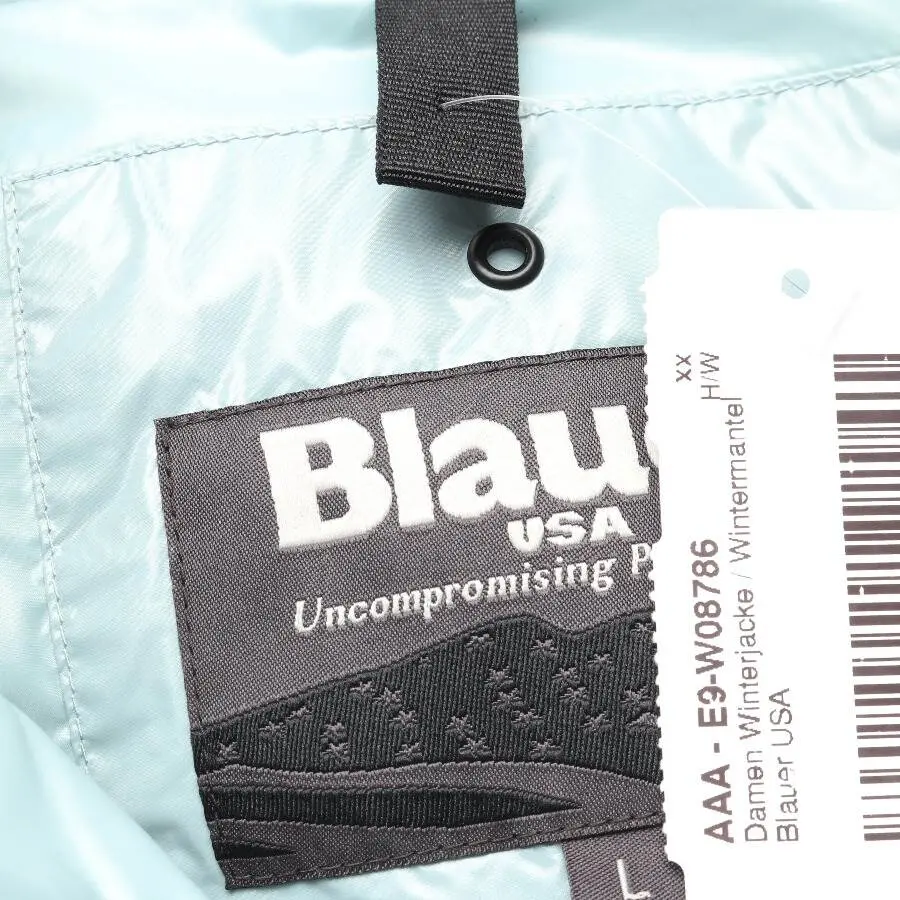 Blau
USA
Uncompromising P
L
AAA - E9-W08786
Damen Winterjacke / Wintermantel
Blauer USA
xx
H/W